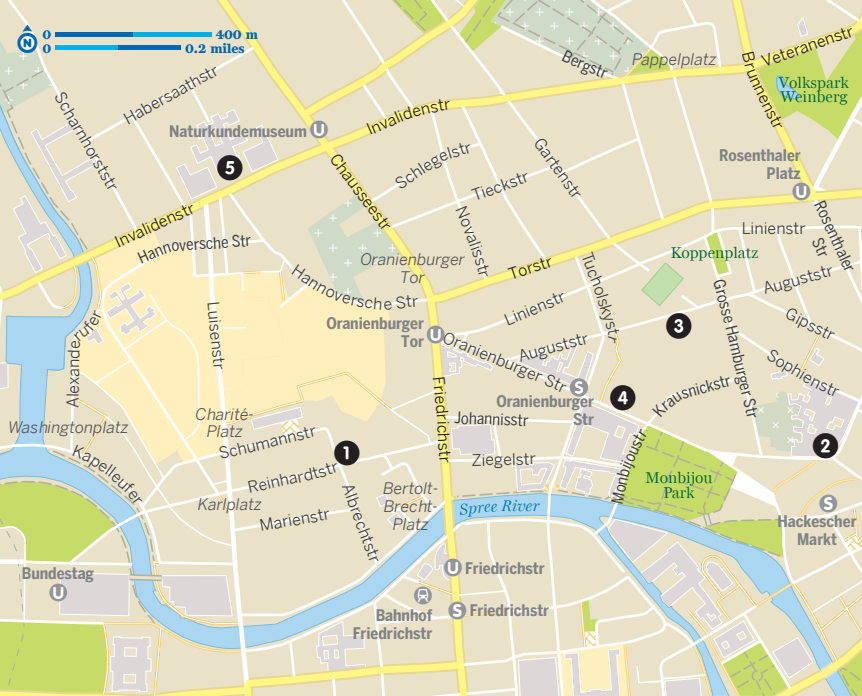 0 400 m
N
0 0.2 miles
Bergstr
Pappelplatz
Veteranenstr
Brunnenstr
Volkspark
Weinberg
Habersaathstr
Scharnhorststr
Naturkundemuseum U
Invalidenstr
Chausseestr
Schlegelstr
Gartenstr
Tieckstr
Rosenthaler
Platz
U
5
Invalidenstr
Hannoversche Str
Novalisstr
Oranienburger
Tor
Torstr
Tucholskystr
Linienstr
Rosenthaler
Str
Koppenplatz
Auguststr
Hannoversche Str
Luisenstr
Alexanderufer
Oranienburger
Tor
U
Linienstr
3
Grosse Hamburger Str
Gipsstr
Sophienstr
Oranienburger Str
Auguststr
S
Oranienburger
Str
4
Krausnickstr
Friedrichstr
Charité-
Platz
Washingtonplatz
Schumannstr
1
Johannisstr
Ziegelstr
Monbijoustr
2
Kapelleufer
Reinhardtstr
Karlplatz
Marienstr
Albrechtstr
Bertolt-
Brecht-
Platz
Spree River
Monbijou
Park
S
Hackescher
Markt
Bundestag
U
U Friedrichstr
S Friedrichstr
Bahnhof
Friedrichstr